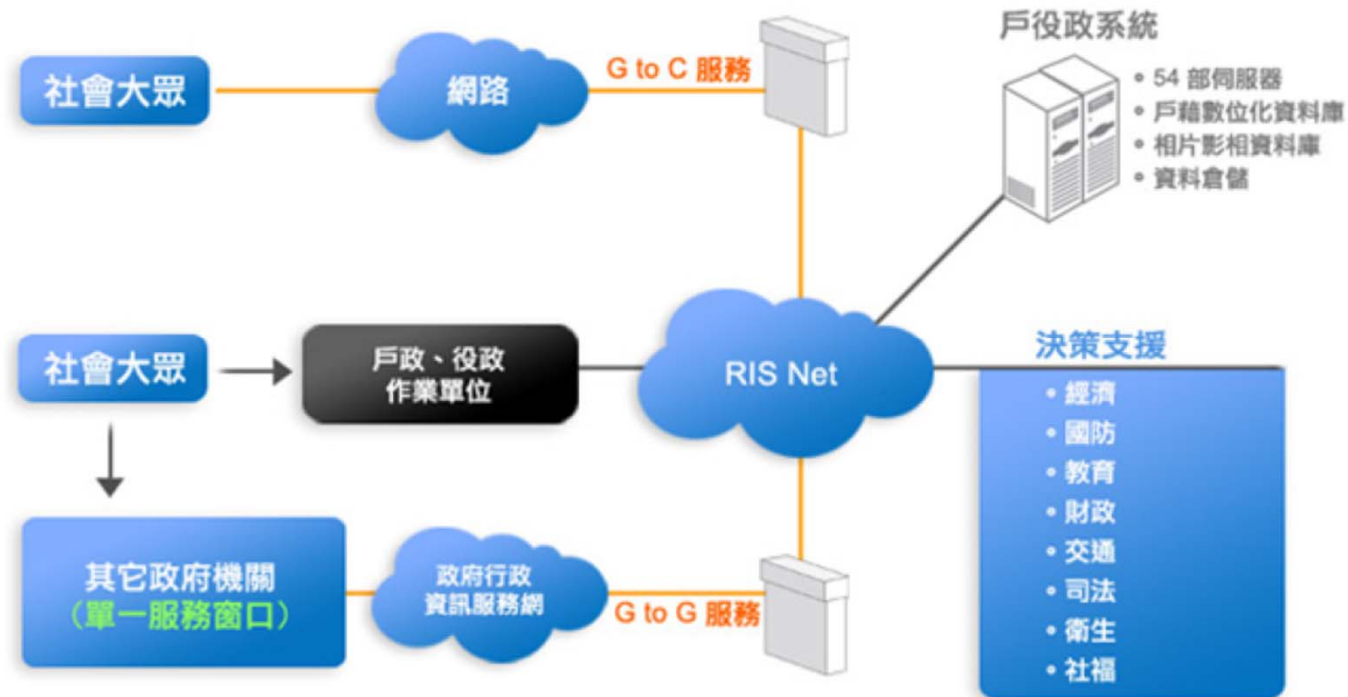 戶役政系統
社會大眾
網路
G to C 服務
• 54 部伺服器
• 戶籍數位化資料庫
• 相片影相資料庫
• 資料倉儲
社會大眾
戶政、役政
作業單位
RIS Net
決策支援
• 經濟
• 國防
• 教育
• 財政
• 交通
• 司法
• 衛生
• 社福
其它政府機關
(單一服務窗口)
政府行政
資訊服務網
G to G 服務